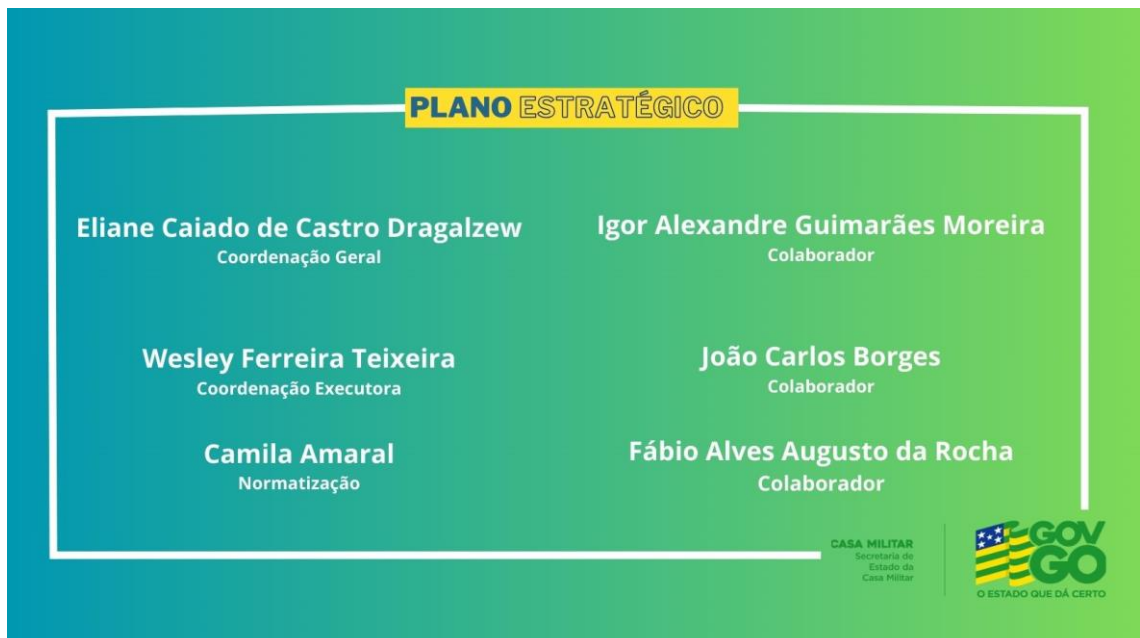 PLANO ESTRATÉGICO
Eliane Caiado de Castro Dragalzew
Coordenação Geral
Wesley Ferreira Teixeira
Coordenação Executora
Camila Amaral
Normatização
Igor Alexandre Guimarães Moreira
Colaborador
João Carlos Borges
Colaborador
Fábio Alves Augusto da Rocha
Colaborador
CASA MILITAR
Secretaria de
Estado da
Casa Militar
GOV
GO
O ESTADO QUE DÁ CERTO